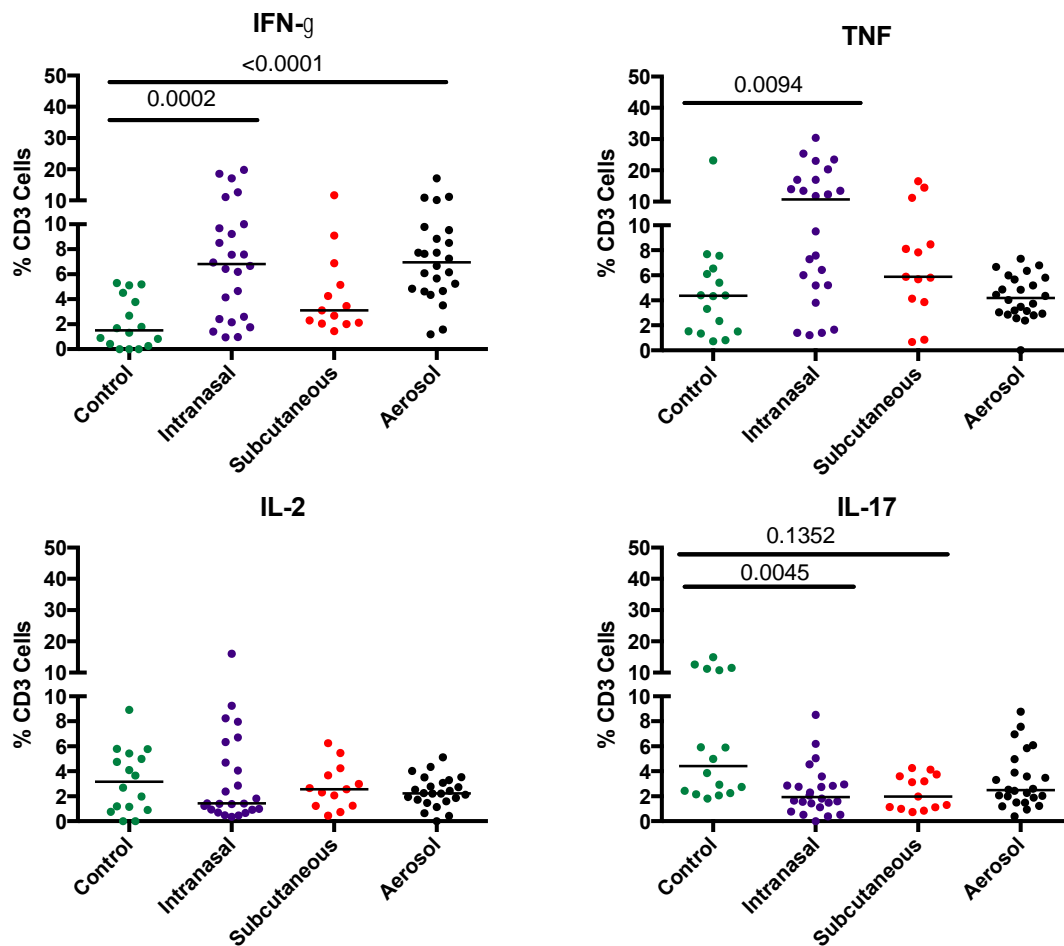 IFN-g
<0.0001
0.0002
% CD3 Cells
50
40
30
20
10
10
8
6
4
2
0
Control
Intranasal
Subcutaneous
Aerosol
TNF
0.0094
% CD3 Cells
50
40
30
20
10
10
8
6
4
2
0
Control
Intranasal
Subcutaneous
Aerosol
IL-2
% CD3 Cells
50
40
30
20
10
10
8
6
4
2
0
Control
Intranasal
Subcutaneous
Aerosol
IL-17
0.1352
0.0045
% CD3 Cells
50
40
30
20
10
10
8
6
4
2
0
Control
Intranasal
Subcutaneous
Aerosol